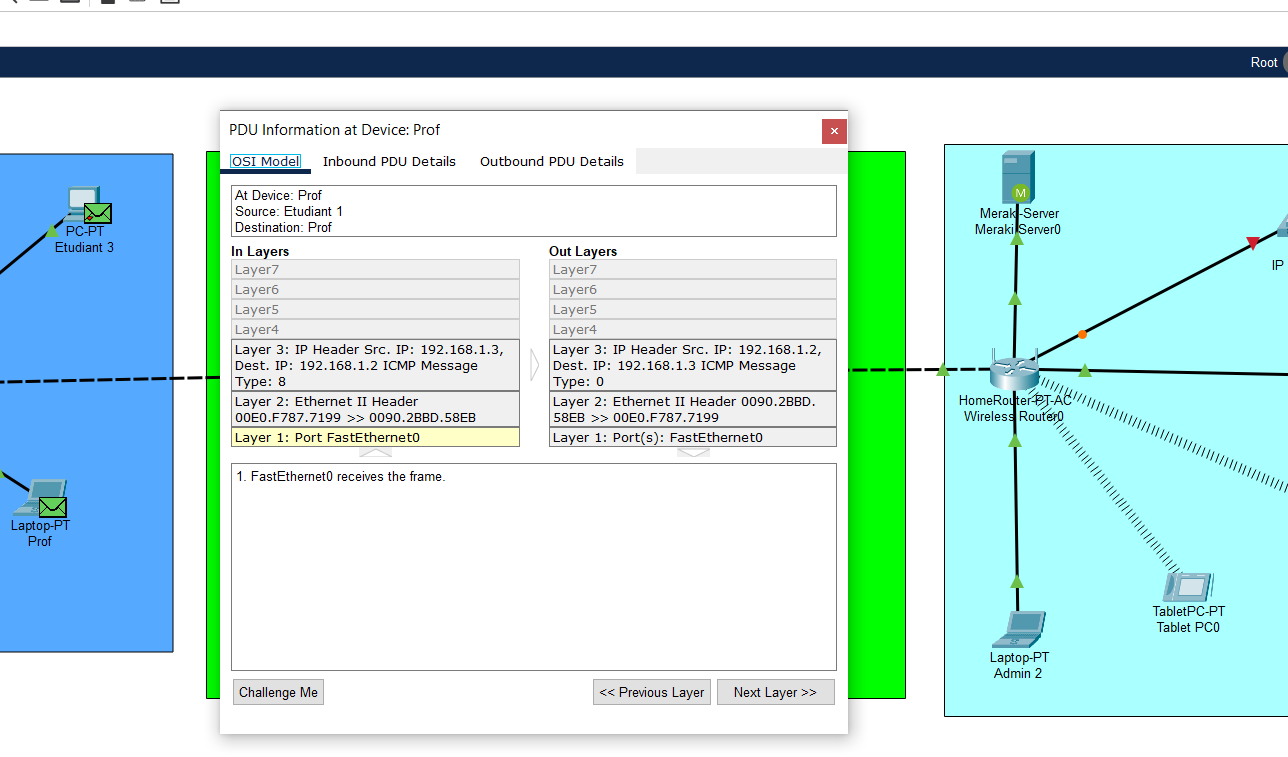 Root
PDU Information at Device: Prof
OSI Model
Inbound PDU Details
Outbound PDU Details
At Device: Prof
Source: Etudiant 1
Destination: Prof
In Layers
Out Layers
Layer7
Layer7
Layer6
Layer6
Layer5
Layer5
Layer4
Layer4
Layer 3: IP Header Src. IP: 192.168.1.3,
Dest. IP: 192.168.1.2 ICMP Message
Type: 8
Layer 3: IP Header Src. IP: 192.168.1.2,
Dest. IP: 192.168.1.3 ICMP Message
Type: 0
Layer 2: Ethernet II Header
00E0.F787.7199 >> 0090.2BBD.58EB
Layer 2: Ethernet II Header 0090.2BBD.
58EB >> 00E0.F787.7199
Layer 1: Port FastEthernet0
Layer 1: Port(s): FastEthernet0
1. FastEthernet0 receives the frame.
Challenge Me
<< Previous Layer
Next Layer >>
PC-PT
Etudiant 3
Laptop-PT
Prof
M
Meraki-Server
Meraki Server0
IP
HomeRouter-PT-AC
Wireless Router0
TabletPC-PT
Tablet PC0
Laptop-PT
Admin 2